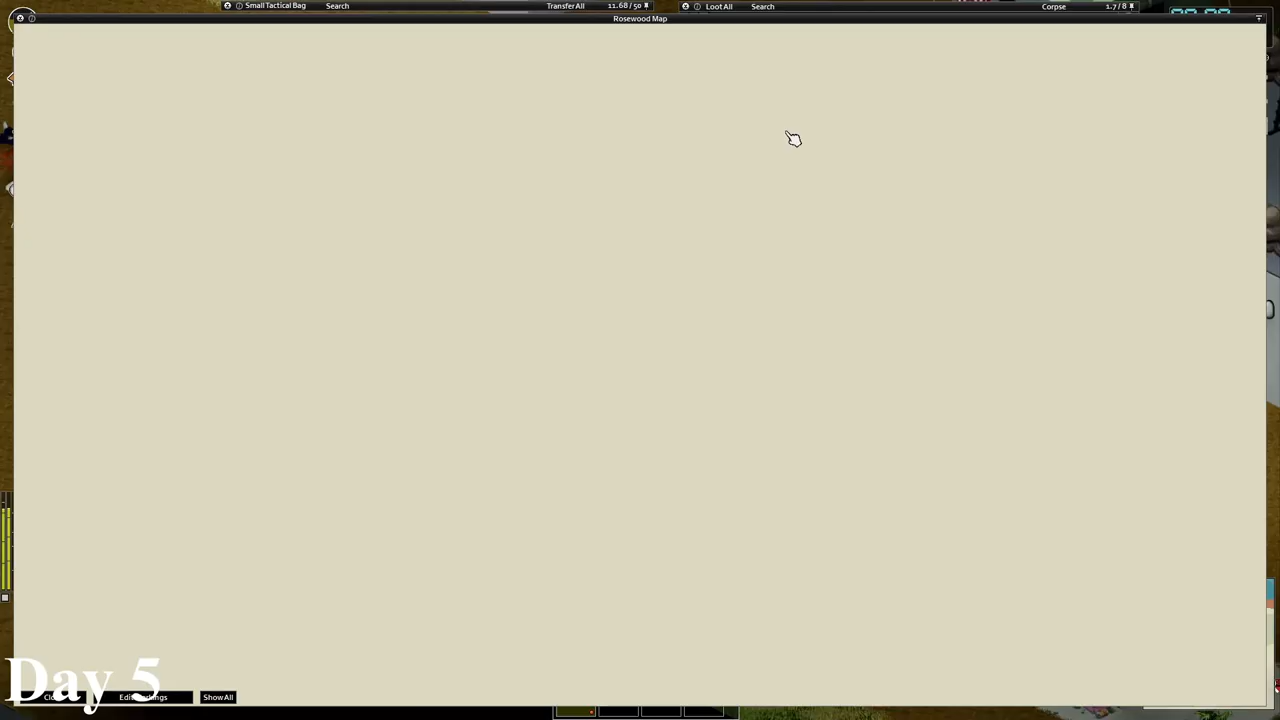 Small Tactical Bag Search Transfer All 11.68 / 50
Loot All Search Corpse 1.7 / 8
Rosewood Map
Day 5
Show All